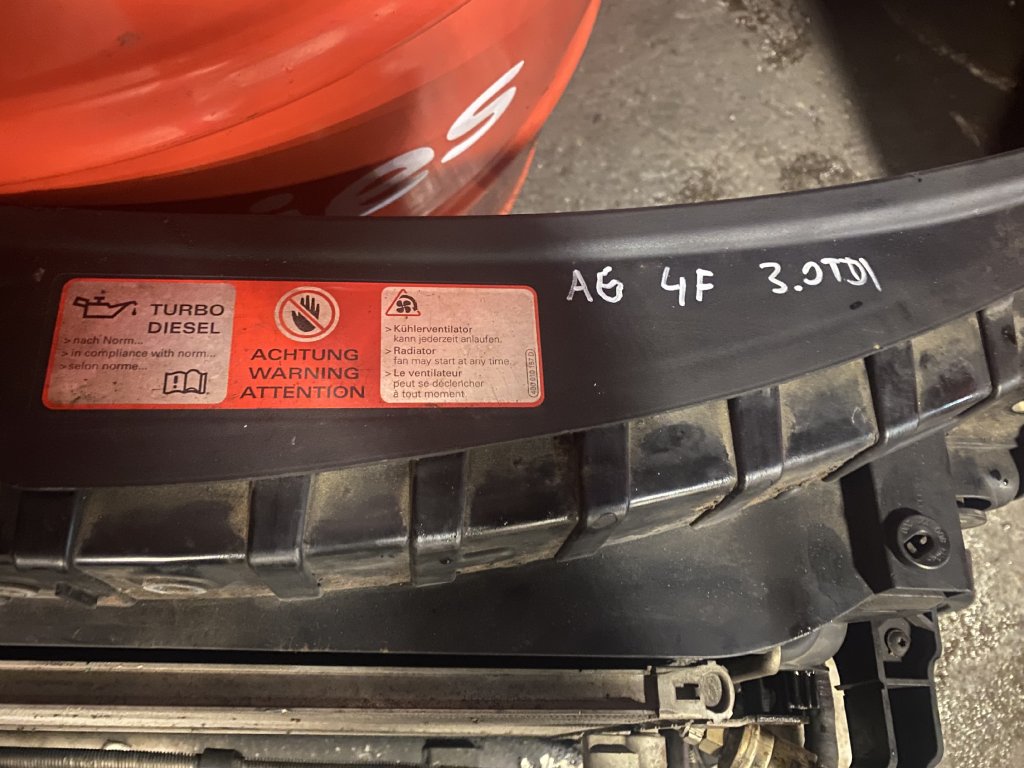 es
A6 4F 3.0TDI
TURBO
DIESEL
> nach Norm...
> in compliance with norm...
> selon norme...
ACHTUNG
WARNING
ATTENTION
> Kühlerventilator
kann jederzeit anlaufen.
> Radiator
fan may start at any time.
> Le ventilateur
peut se déclencher
à tout moment.